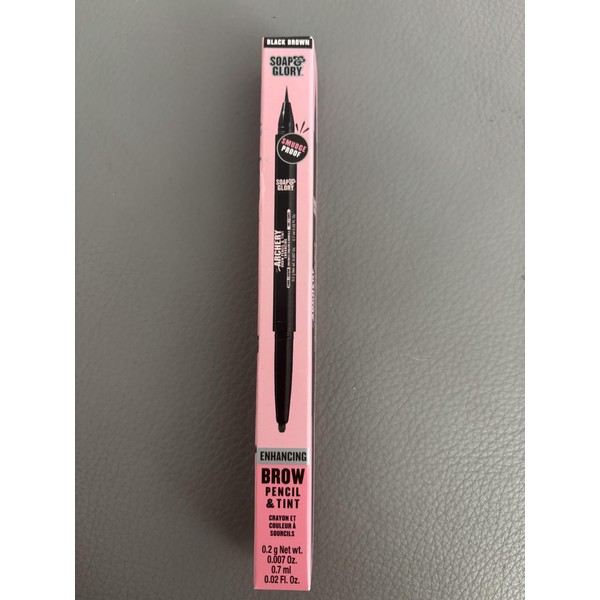 BLACK BROWN
SOAP&
GLORY™
SMUDGE
PROOF
SOAP&
GLORY
ARCHERY
ENHANCING
BROW
PENCIL
& TINT
CRAYON ET
COULEUR À
SOURCILS
0.2 g Net wt.
0.007 Oz.
0.7 ml
0.02 Fl. Oz.